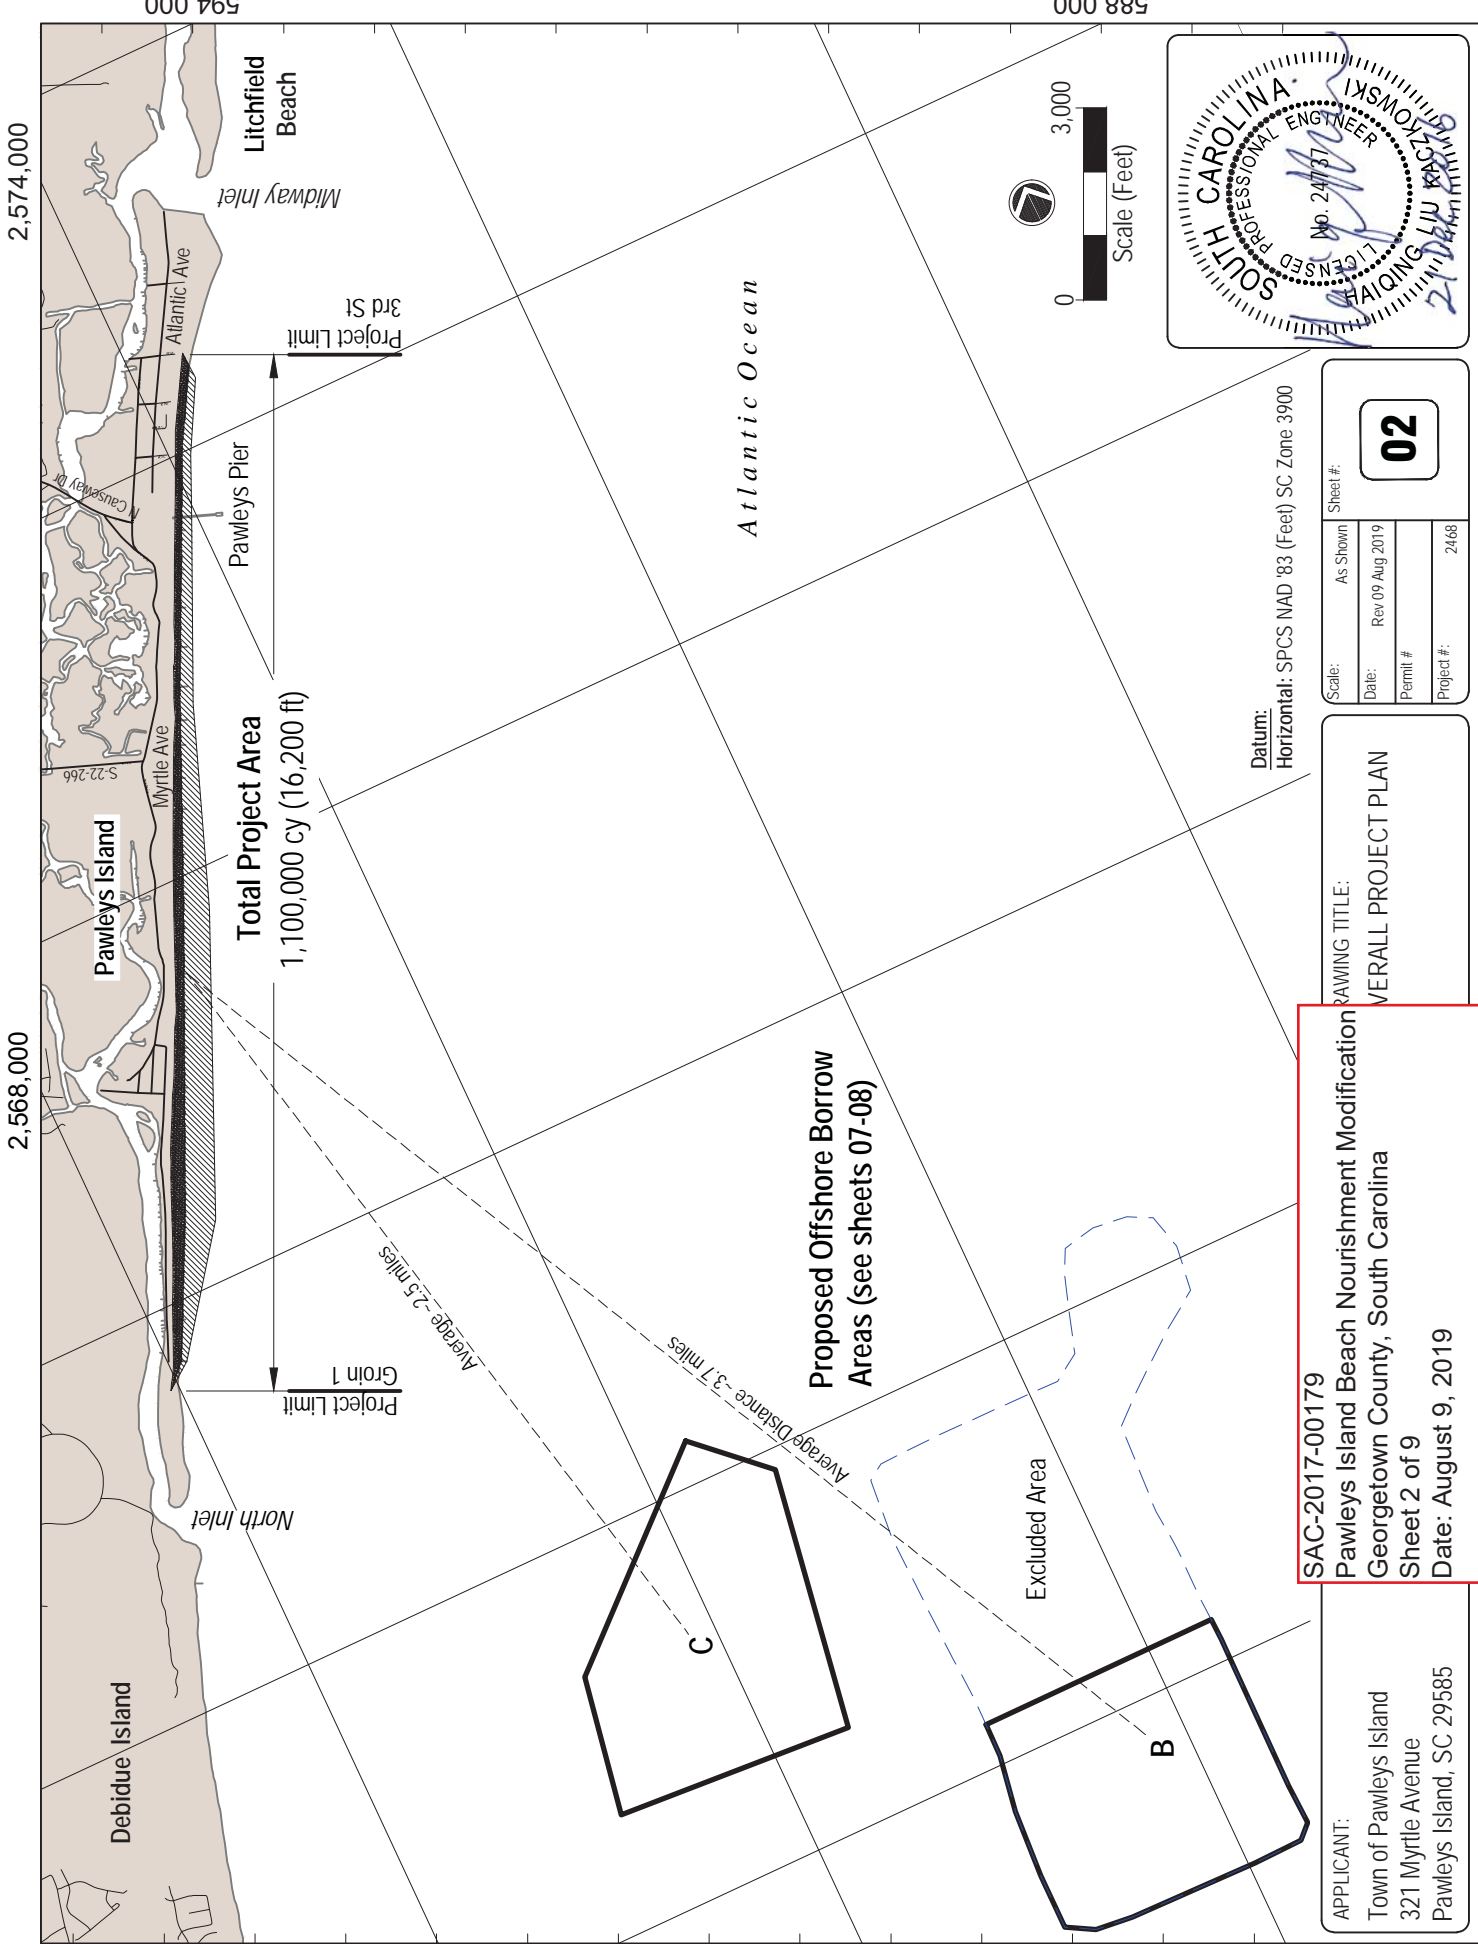 2,568,000
2,574,000
594 000
588 000
Debidue Island
North Inlet
Pawleys Island
S-22-266
Myrtle Ave
N Causeway Dr
Atlantic Ave
Litchfield
Beach
Midway Inlet
Pawleys Pier
Project Limit
Groin 1
Total Project Area
1,100,000 cy (16,200 ft)
Project Limit
3rd St
Average ~2.5 miles
Average Distance ~3.7 miles
C
B
Proposed Offshore Borrow
Areas (see sheets 07-08)
Excluded Area
Atlantic Ocean
0
3,000
Scale (Feet)
Datum:
Horizontal: SPCS NAD '83 (Feet) SC Zone 3900
APPLICANT:
Town of Pawleys Island
321 Myrtle Avenue
Pawleys Island, SC 29585
SAC-2017-00179
Pawleys Island Beach Nourishment Modification
Georgetown County, South Carolina
Sheet 2 of 9
Date: August 9, 2019
RAWING TITLE:
VERALL PROJECT PLAN
Scale:
As Shown
Date:
Rev 09 Aug 2019
Permit #
Project #:
2468
Sheet #:
02
SOUTH CAROLINA
LICENSED PROFESSIONAL ENGINEER
No. 24737
HAIQING LIU KACZKOWSKI
21 Dec 2018